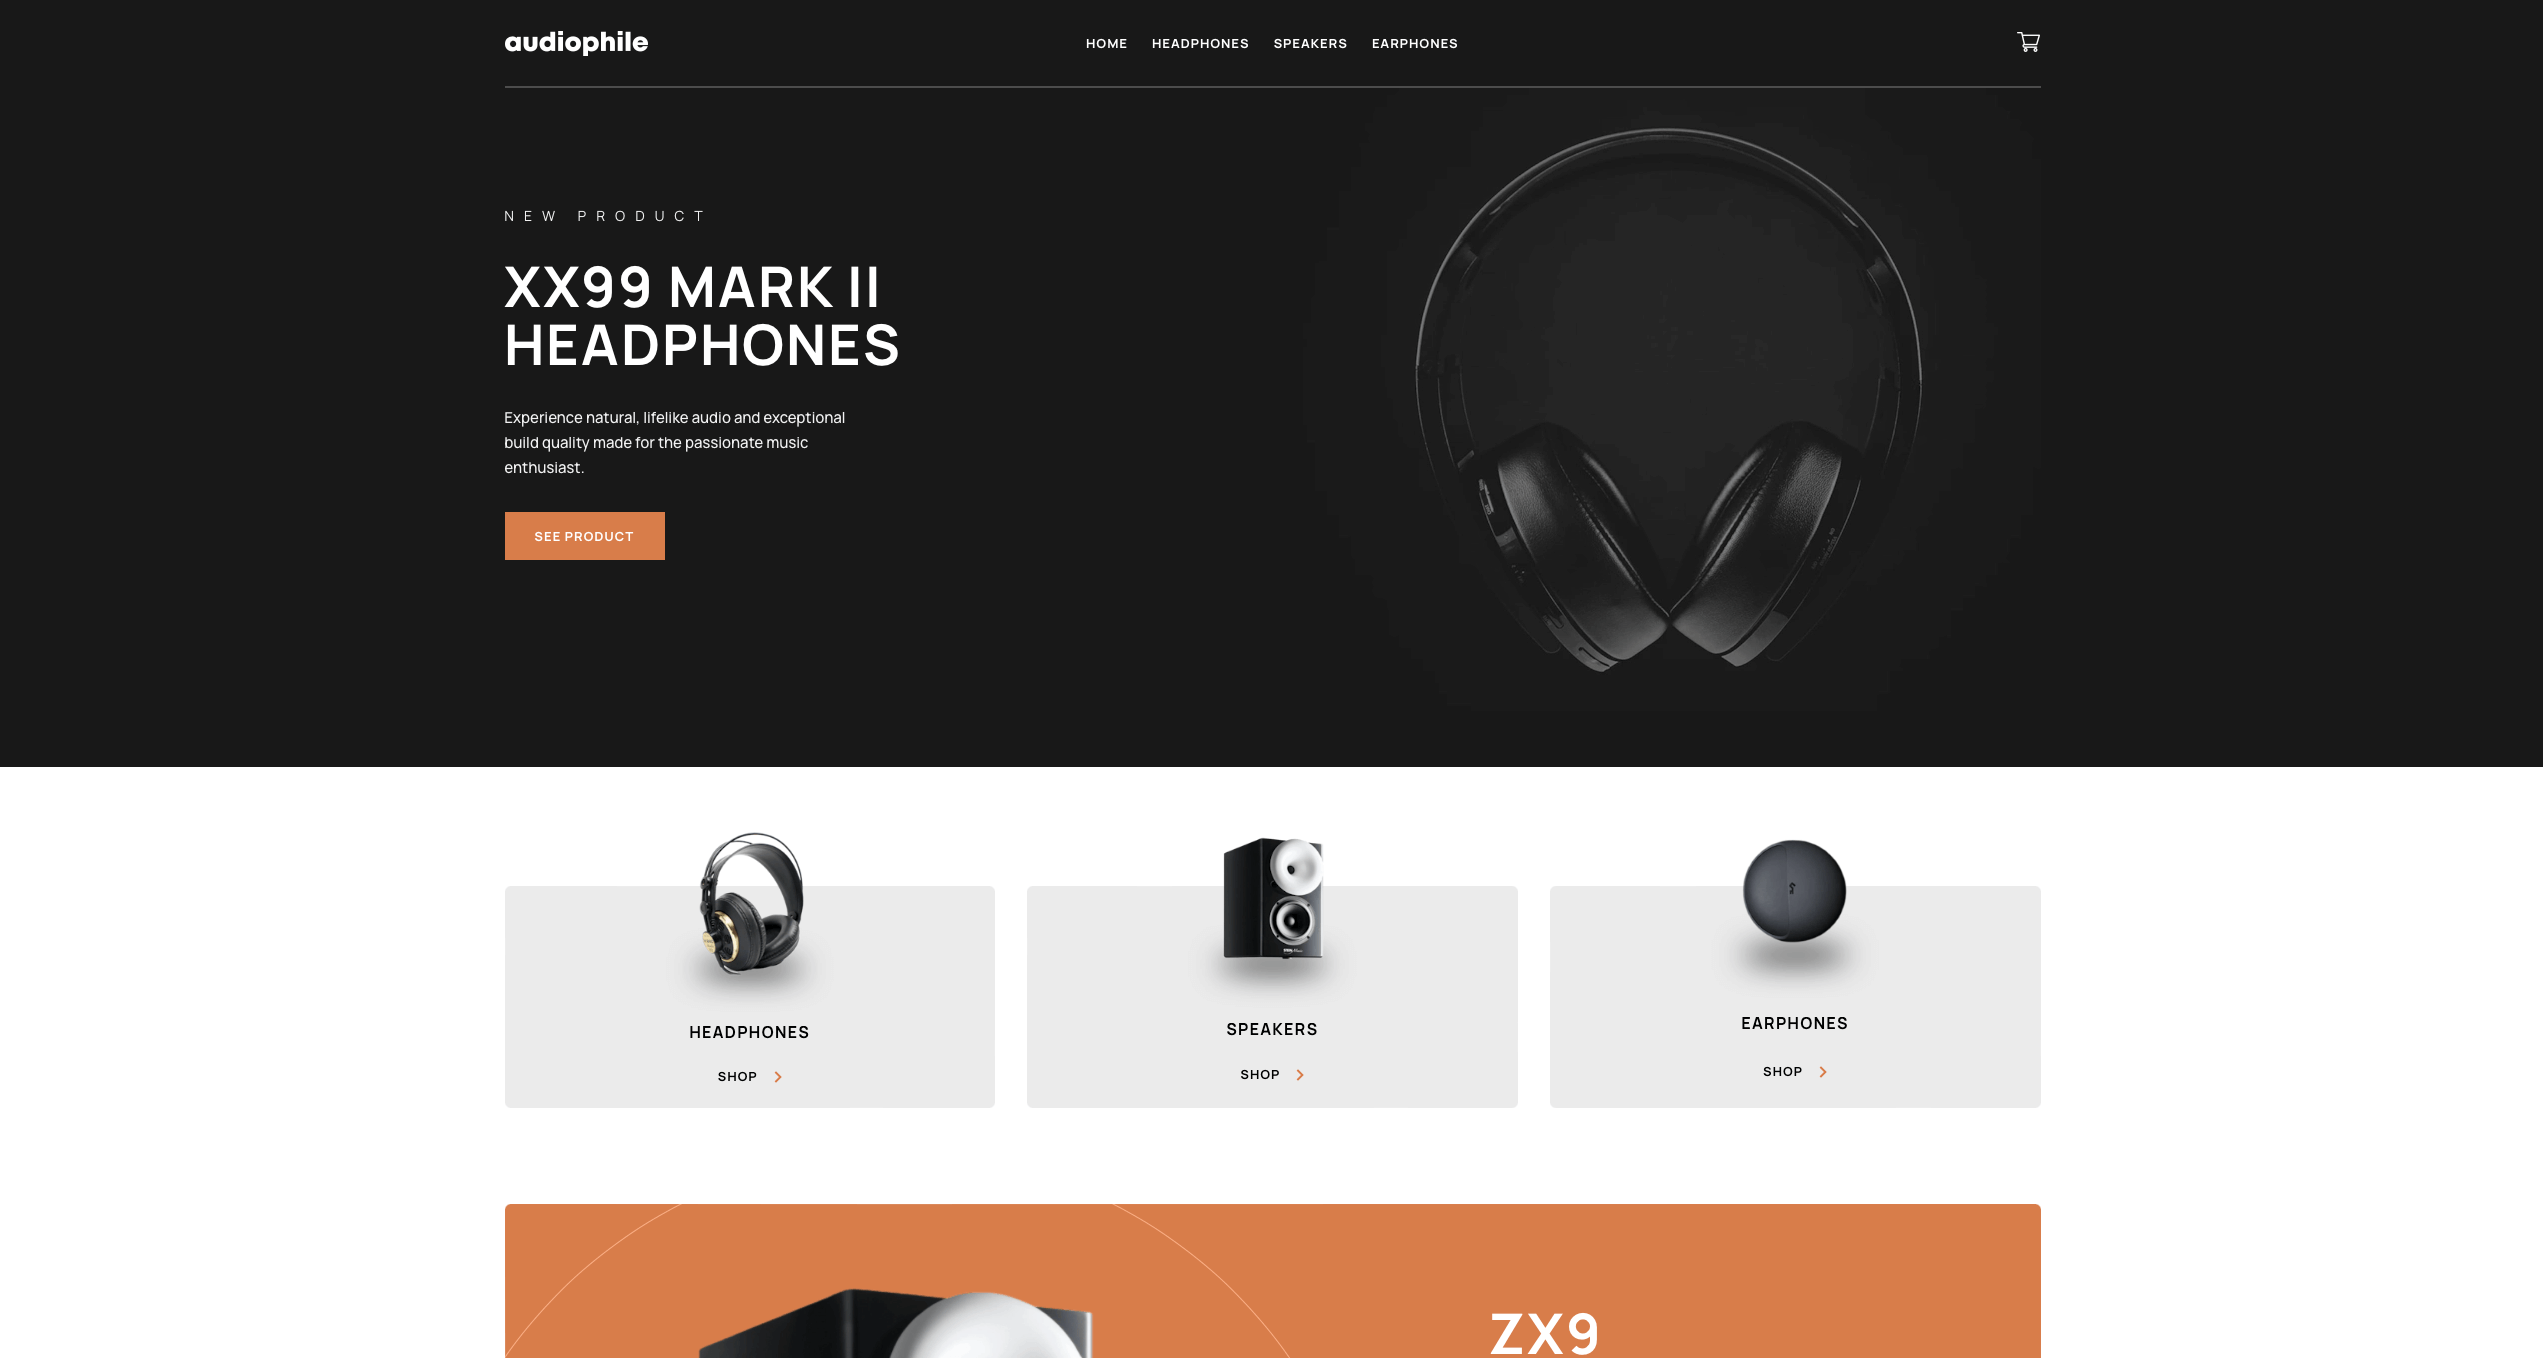 audiophile
HOME HEADPHONES SPEAKERS EARPHONES
NEW PRODUCT
XX99 MARK II
HEADPHONES
Experience natural, lifelike audio and exceptional
build quality made for the passionate music
enthusiast.
SEE PRODUCT
HEADPHONES
SHOP
SPEAKERS
SHOP
EARPHONES
SHOP
ZX9